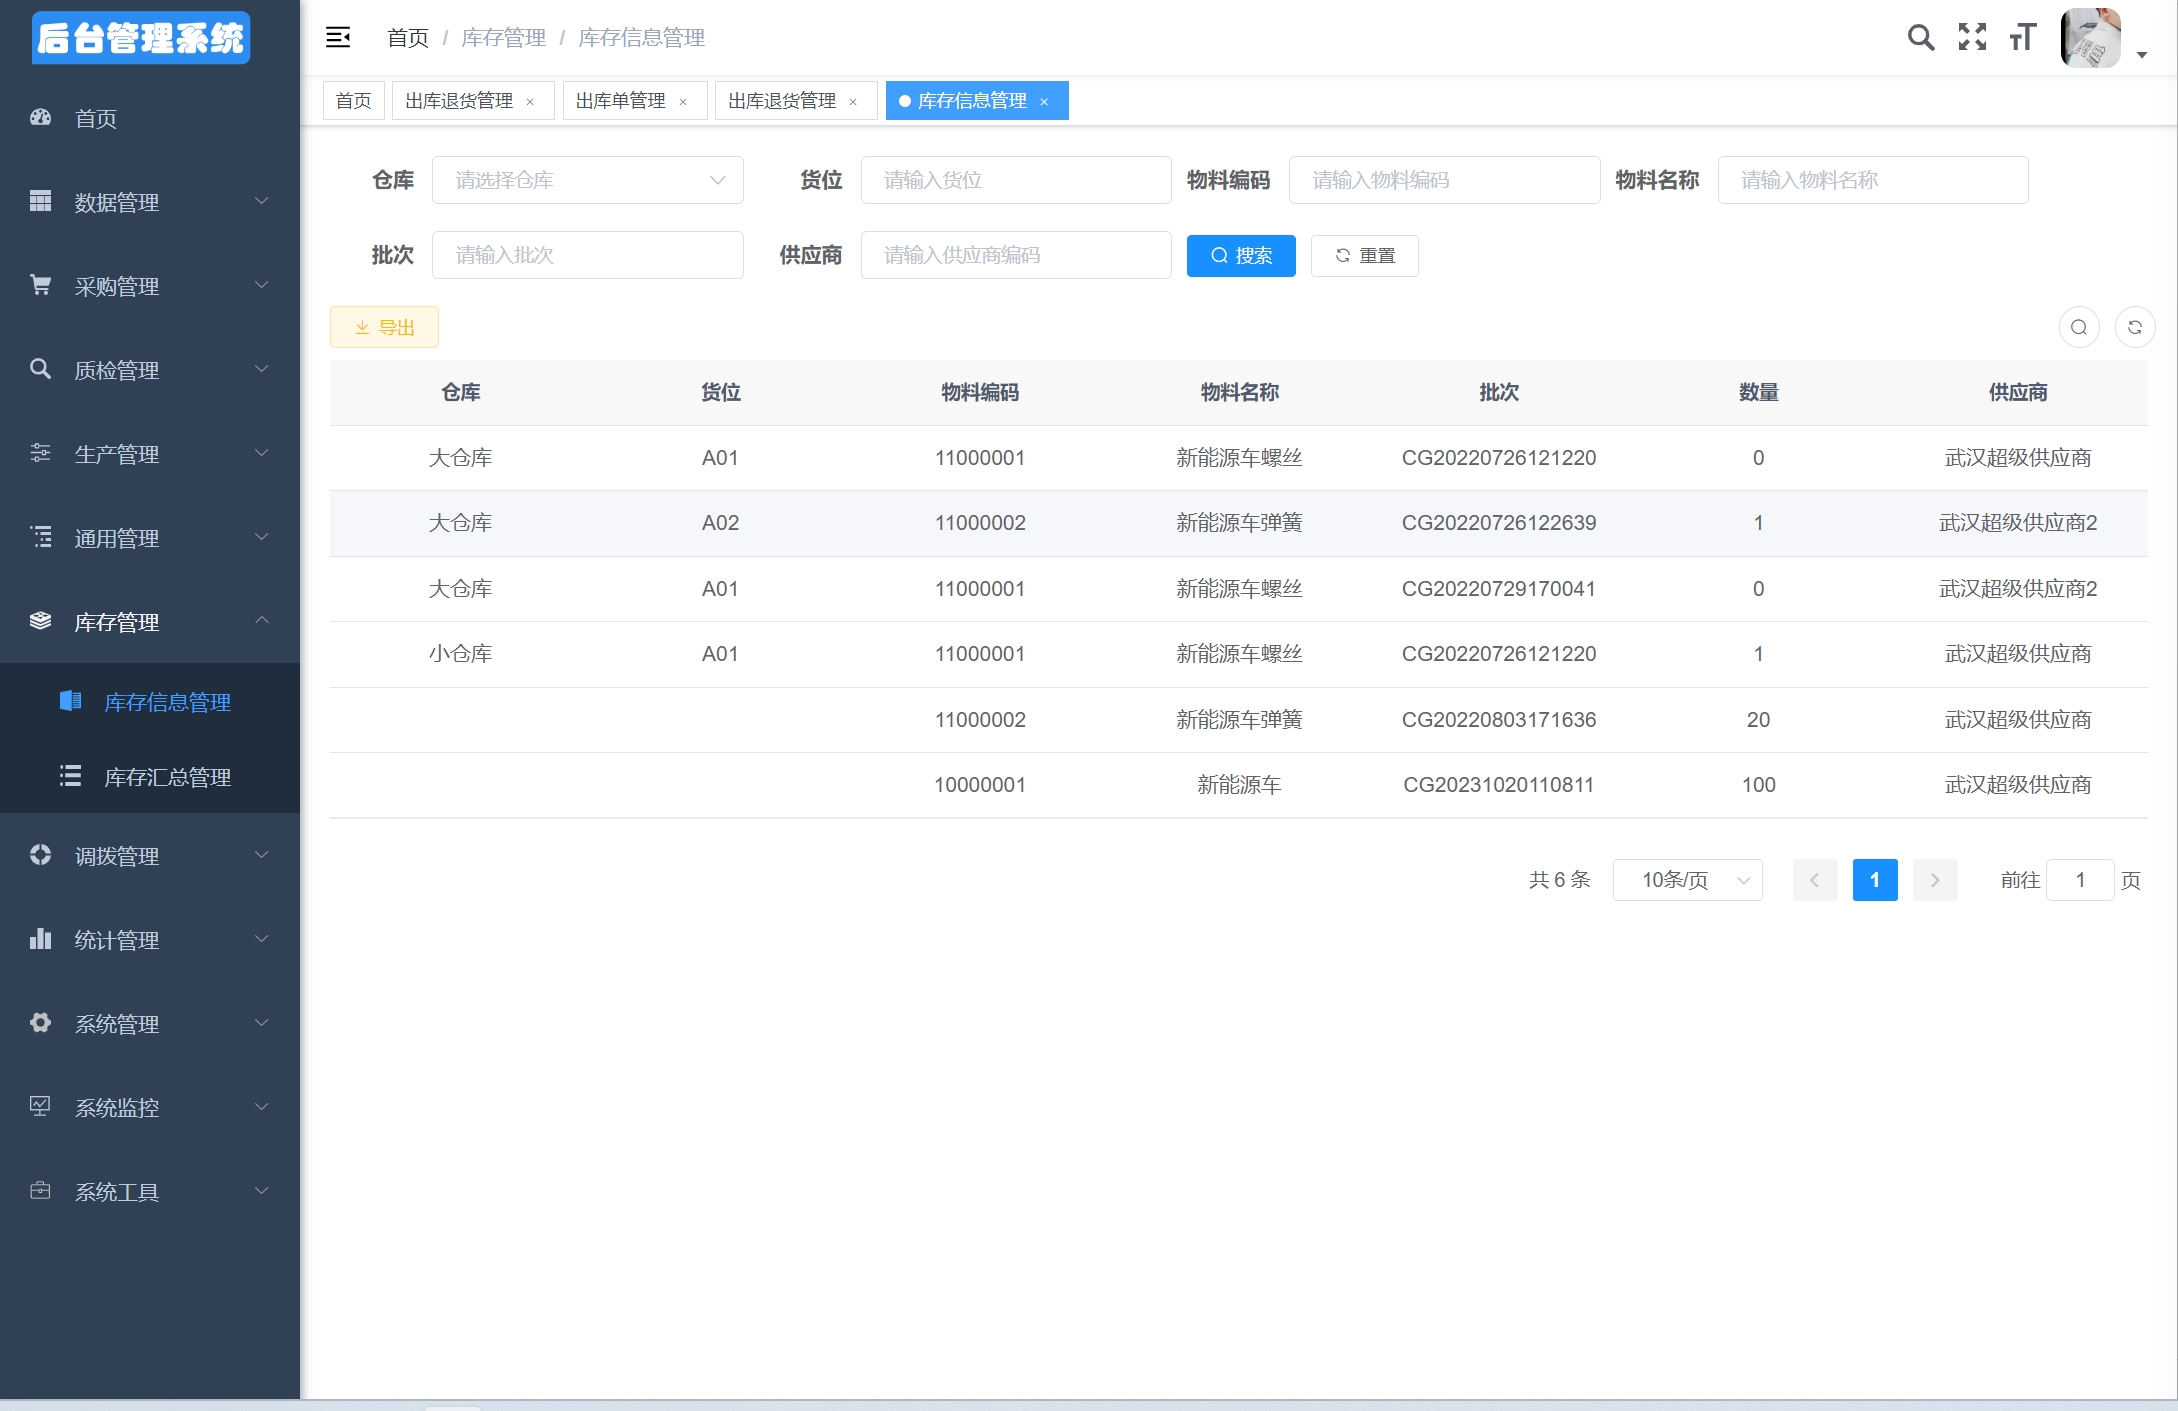 后台管理系统
首页
数据管理
采购管理
质检管理
生产管理
通用管理
库存管理
库存信息管理
库存汇总管理
调拨管理
统计管理
系统管理
系统监控
系统工具
首页 / 库存管理 / 库存信息管理
首页 出库退货管理 × 出库单管理 × 出库退货管理 × 库存信息管理 ×
仓库 请选择仓库 货位 请输入货位 物料编码 请输入物料编码 物料名称 请输入物料名称
批次 请输入批次 供应商 请输入供应商编码 搜索 重置
导出
仓库 货位 物料编码 物料名称 批次 数量 供应商
大仓库 A01 11000001 新能源车螺丝 CG20220726121220 0 武汉超级供应商
大仓库 A02 11000002 新能源车弹簧 CG20220726122639 1 武汉超级供应商2
大仓库 A01 11000001 新能源车螺丝 CG20220729170041 0 武汉超级供应商2
小仓库 A01 11000001 新能源车螺丝 CG20220726121220 1 武汉超级供应商
11000002 新能源车弹簧 CG20220803171636 20 武汉超级供应商
10000001 新能源车 CG20231020110811 100 武汉超级供应商
共 6 条 10条/页 1 前往 1 页